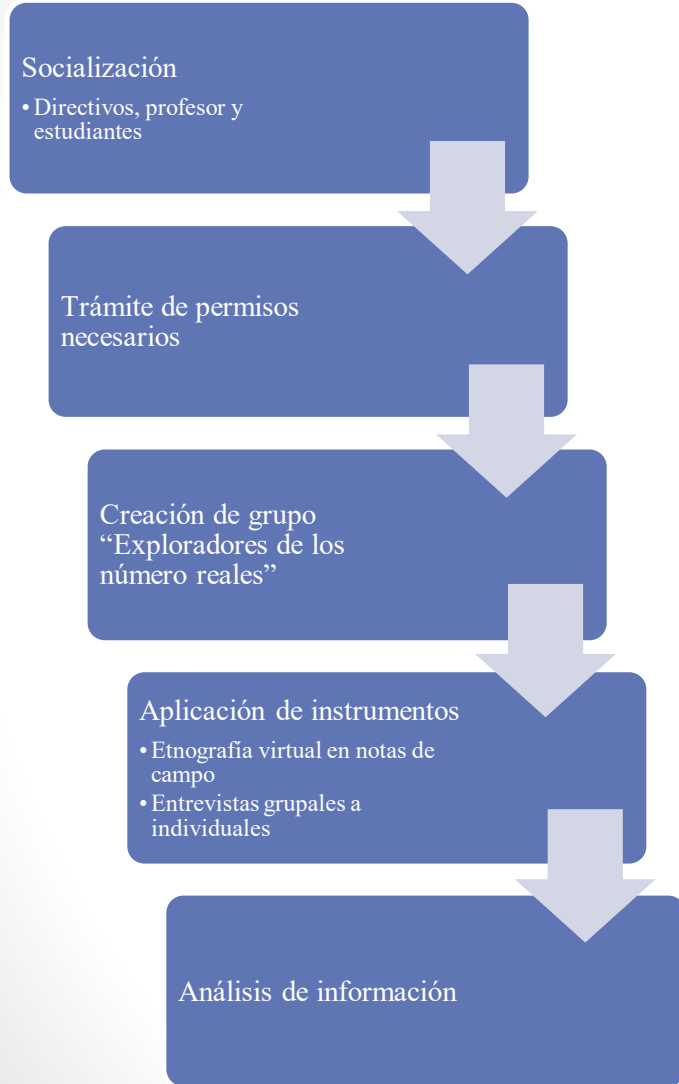 Socialización
• Directivos, profesor y
estudiantes
Trámite de permisos
necesarios
Creación de grupo
“Exploradores de los
número reales”
Aplicación de instrumentos
• Etnografía virtual en notas de
campo
• Entrevistas grupales a
individuales
Análisis de información